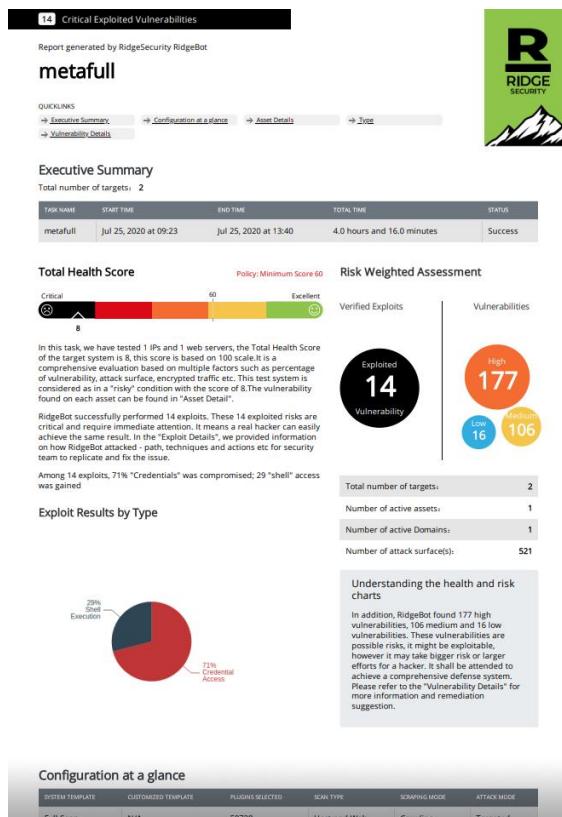 14 Critical Exploited Vulnerabilities
Report generated by RidgeSecurity RidgeBot
metafull
R
RIDGE
SECURITY
QUICKLINKS
→ Executive Summary → Configuration at a glance → Asset Details → Type
→ Vulnerability Details
Executive Summary
Total number of targets: 2
TASK NAME START TIME END TIME TOTAL TIME STATUS
metafull Jul 25, 2020 at 09:23 Jul 25, 2020 at 13:40 4.0 hours and 16.0 minutes Success
Total Health Score
Policy: Minimum Score 60
Critical 60 Excellent
8
In this task, we have tested 1 IPs and 1 web servers, the Total Health Score
of the target system is 8, this score is based on 100 scale.It is a
comprehensive evaluation based on multiple factors such as percentage
of vulnerability, attack surface, encrypted traffic etc. This test system is
considered as in a "risky" condition with the score of 8.The vulnerability
found on each asset can be found in "Asset Detail".
RidgeBot successfully performed 14 exploits. These 14 exploited risks are
critical and require immediate attention. It means a real hacker can easily
achieve the same result. In the "Exploit Details", we provided information
on how RidgeBot attacked - path, techniques and actions etc for security
team to replicate and fix the issue.
Among 14 exploits, 71% "Credentials" was compromised; 29 "shell" access
was gained
Exploit Results by Type
29%
Shell
Execution
71%
Credential
Access
Risk Weighted Assessment
Verified Exploits Vulnerabilities
Exploited
14
Vulnerability
High
177
Low
16
Medium
106
Total number of targets: 2
Number of active assets: 1
Number of active Domains: 1
Number of attack surface(s): 521
Understanding the health and risk
charts
In addition, RidgeBot found 177 high
vulnerabilities, 106 medium and 16 low
vulnerabilities. These vulnerabilities are
possible risks, it might be exploitable,
however it may take bigger risk or larger
efforts for a hacker. It shall be attended to
achieve a comprehensive defense system.
Please refer to the "Vulnerability Details" for
more information and remediation
suggestion.
Configuration at a glance
SYSTEM TEMPLATE CUSTOMIZED TEMPLATE PLUGINS SELECTED SCAN TYPE SCRAPING MODE ATTACK MODE